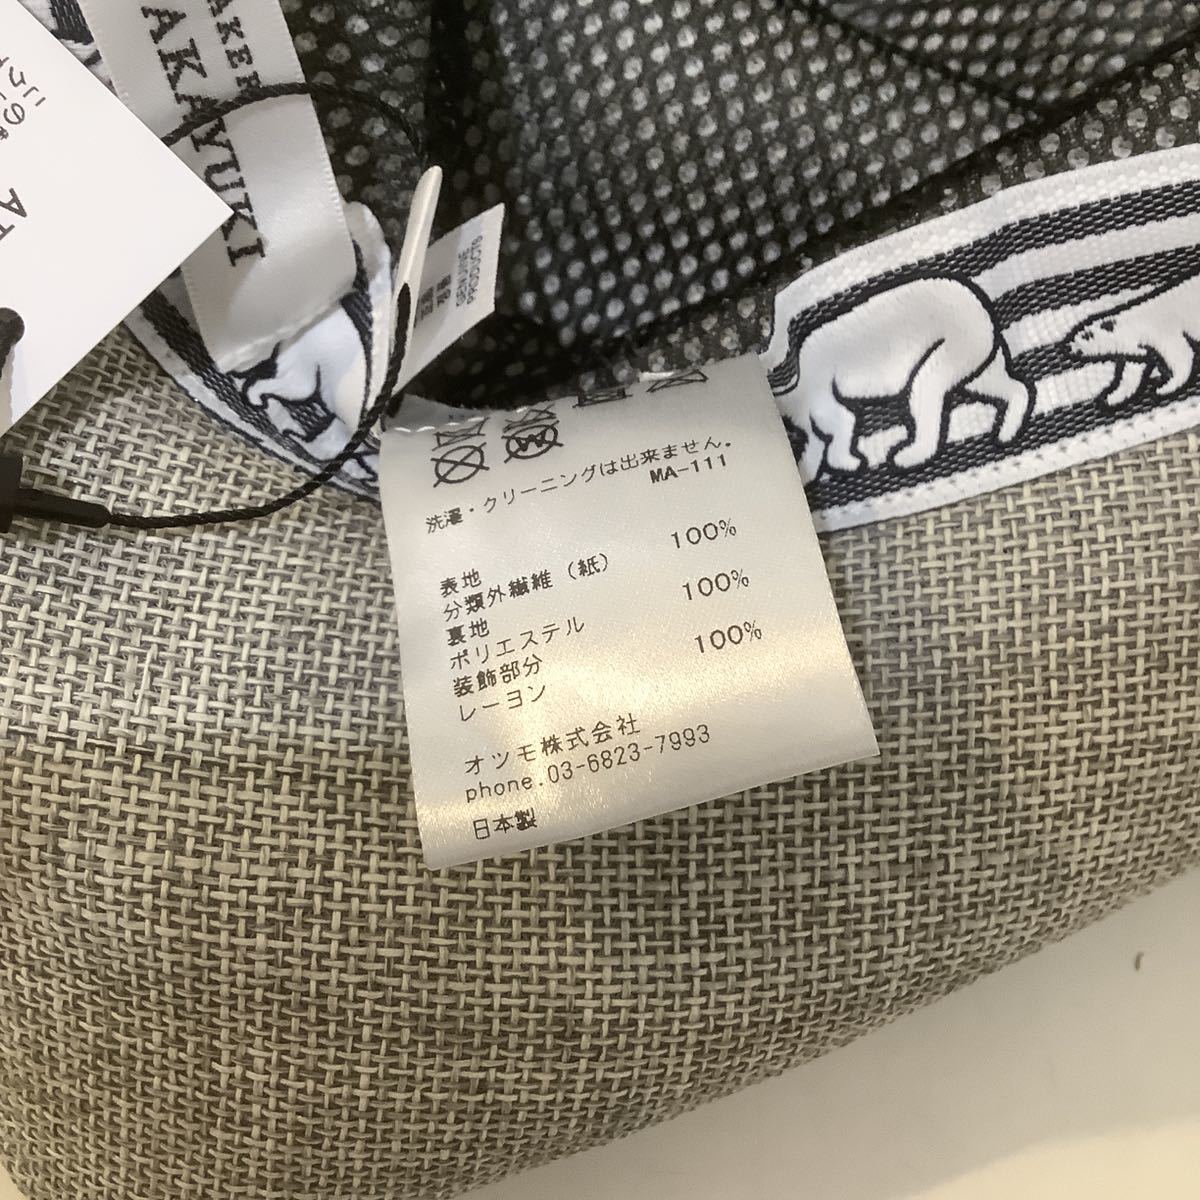 AKAYUKI
洗濯・クリーニングは出来ません。
MA-111
表地
分類外繊維（紙） 100%
裏地
ポリエステル 100%
装飾部分
レーヨン 100%
オツモ株式会社
phone.03-6823-7993
日本製